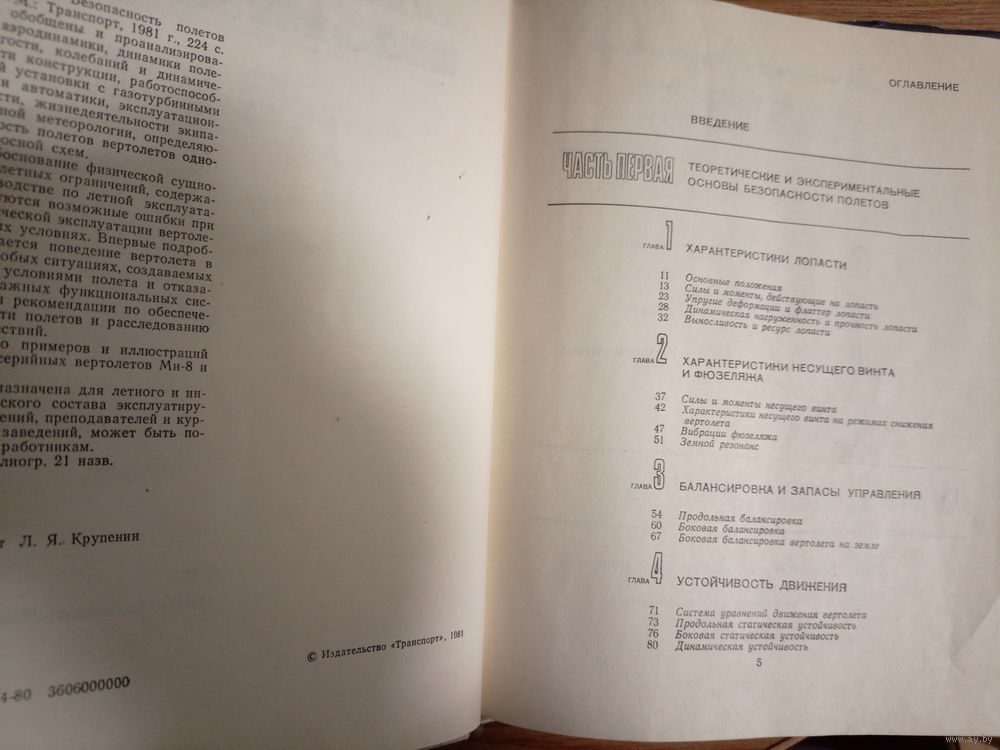 Безопасность полетов
М.: Транспорт, 1981 г., 224 с.
обобщены и проанализирова-
аэродинамики, динамики поле-
колебаний и динамиче-
конструкции, работоспособ-
установки с газотурбинными
автоматики, эксплуатацион-
жизнедеятельности экипа-
метеорологии, определяю-
полетов вертолетов одно-
схем.
физической сущно-
ограничений, содержа-
по летной эксплуата-
возможные ошибки при
эксплуатации вертоле-
условиях. Впервые подроб-
поведение вертолета в
ситуациях, создаваемых
условиями полета и отказа-
функциональных сис-
рекомендации по обеспече-
полетов и расследованию
примеров и иллюстраций
серийных вертолетов Ми-8 и
для летного и ин-
состава эксплуатиру-
преподавателей и кур-
заведений, может быть по-
работникам.
21 назв.
Л. Я. Крупенин
© Издательство «Транспорт», 1981
4-80 3606000000
ОГЛАВЛЕНИЕ
ВВЕДЕНИЕ
ЧАСТЬ ПЕРВАЯ
ТЕОРЕТИЧЕСКИЕ И ЭКСПЕРИМЕНТАЛЬНЫЕ
ОСНОВЫ БЕЗОПАСНОСТИ ПОЛЕТОВ
ГЛАВА 1 ХАРАКТЕРИСТИКИ ЛОПАСТИ
11 Основные положения
13 Силы и моменты, действующие на лопасть
23 Упругие деформации и флаттер лопасти
28 Динамическая нагруженность и прочность лопасти
32 Выносливость и ресурс лопасти
ГЛАВА 2 ХАРАКТЕРИСТИКИ НЕСУЩЕГО ВИНТА
И ФЮЗЕЛЯЖА
37 Силы и моменты несущего винта
42 Характеристики несущего винта на режимах снижения
вертолета
47 Вибрации фюзеляжа
51 Земной резонанс
ГЛАВА 3 БАЛАНСИРОВКА И ЗАПАСЫ УПРАВЛЕНИЯ
54 Продольная балансировка
60 Боковая балансировка
67 Боковая балансировка вертолета на земле
ГЛАВА 4 УСТОЙЧИВОСТЬ ДВИЖЕНИЯ
71 Система уравнений движения вертолета
73 Продольная статическая устойчивость
76 Боковая статическая устойчивость
80 Динамическая устойчивость
5
www.ay.by